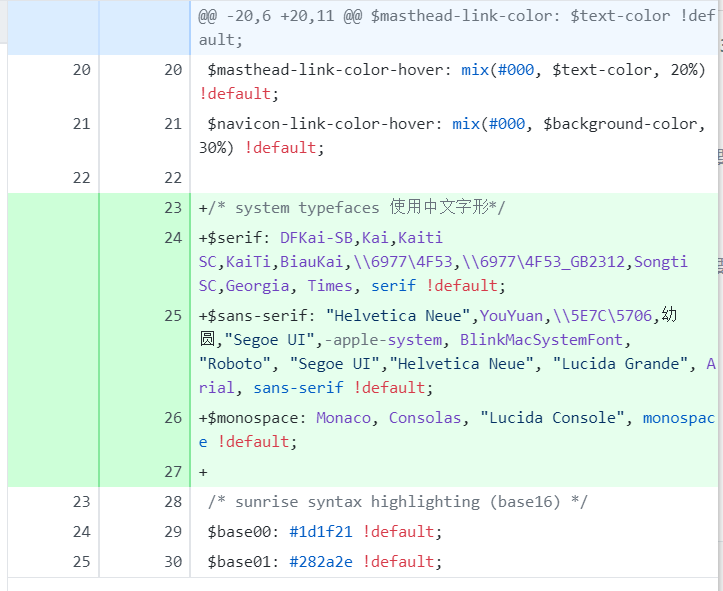 @@ -20,6 +20,11 @@ $masthead-link-color: $text-color !def
ault;
20 20 $masthead-link-color-hover: mix(#000, $text-color, 20%)
!default;
21 21 $navicon-link-color-hover: mix(#000, $background-color,
30%) !default;
22 22
23 +/* system typefaces 使用中文字形*/
24 +$serif: DFKai-SB,Kai,Kaiti
SC,KaiTi,BiauKai,\\6977\4F53,\\6977\4F53_GB2312,Songti
SC,Georgia, Times, serif !default;
25 +$sans-serif: "Helvetica Neue",YouYuan,\\5E7C\5706,幼
圆,"Segoe UI",-apple-system, BlinkMacSystemFont,
"Roboto", "Segoe UI","Helvetica Neue", "Lucida Grande", A
rial, sans-serif !default;
26 +$monospace: Monaco, Consolas, "Lucida Console", monospac
e !default;
27 +
23 28 /* sunrise syntax highlighting (base16) */
24 29 $base00: #1d1f21 !default;
25 30 $base01: #282a2e !default;